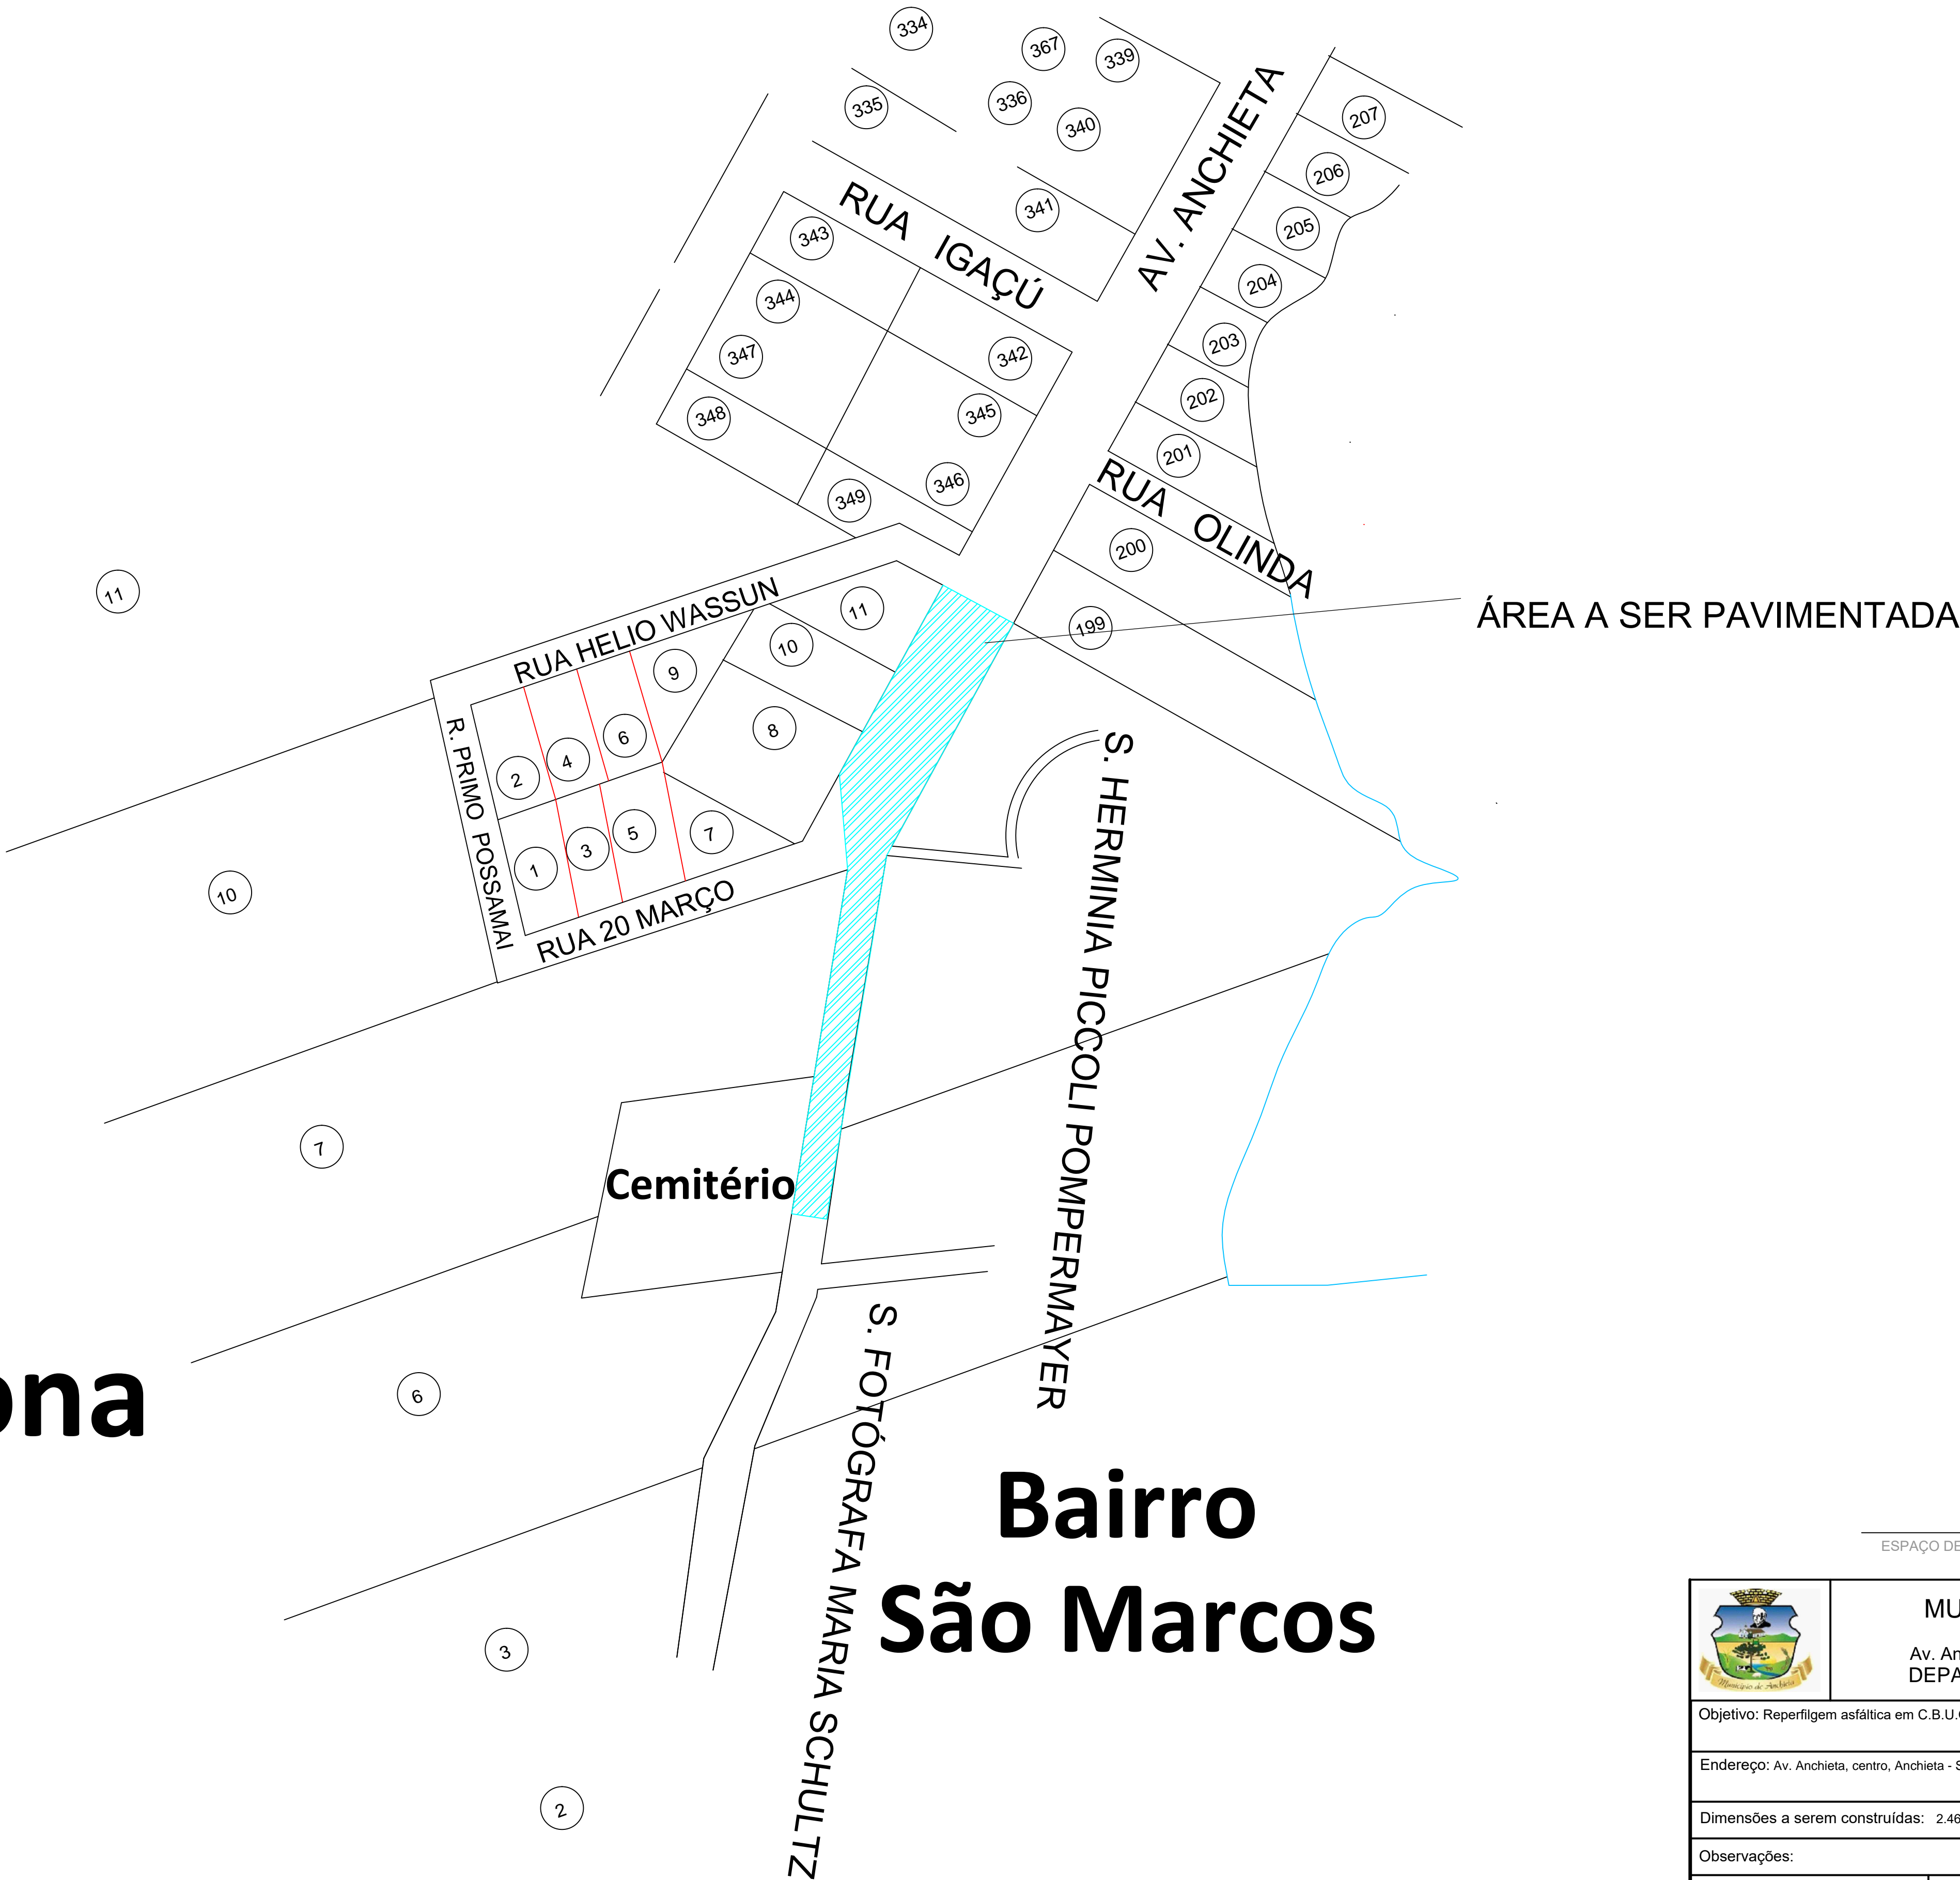 334
367
339
336
335
340
207
206
341
205
204
203
202
201
AV. ANCHIETA
RUA IGAÇÚ
343
344
347
342
348
345
346
349
RUA OLINDA
200
199
ÁREA A SER PAVIMENTADA
11
RUA HELIO WASSUN
11
10
9
8
6
4
2
R. PRIMO POSSAMAI
7
5
3
1
RUA 20 MARÇO
10
S. HERMINIA PICCOLI POMPERMAYER
7
Cemitério
6
S. FOTÓGRAFA MARIA SCHULTZ
Bairro
São Marcos
3
2
ESPAÇO
Município de Anchieta
Av.
Objetivo: Reperfilgem asfáltica em
Endereço: Av. Anchieta, centro, Anchieta -
Dimensões a serem construídas: 2.46
Observações: